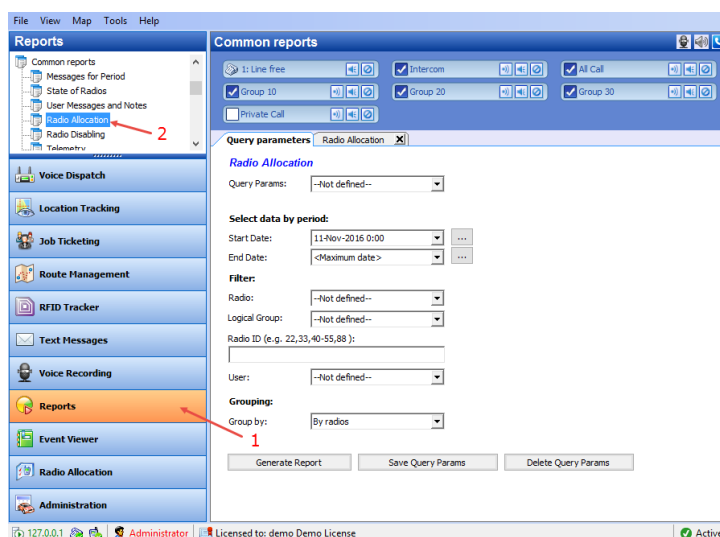 File View Map Tools Help
Reports
Common reports
Messages for Period
State of Radios
User Messages and Notes
Radio Allocation
Radio Disabling
Telemetry
2
Voice Dispatch
Location Tracking
Job Ticketing
Route Management
RFID Tracker
Text Messages
Voice Recording
Reports
1
Event Viewer
Radio Allocation
Administration
Common reports
1: Line free
Intercom
All Call
Group 10
Group 20
Group 30
Private Call
Query parameters Radio Allocation X
Radio Allocation
Query Params: --Not defined--
Select data by period:
Start Date: 11-Nov-2016 0:00 ...
End Date: <Maximum date> ...
Filter:
Radio: --Not defined--
Logical Group: --Not defined--
Radio ID (e.g. 22,33,40-55,88 ):
User: --Not defined--
Grouping:
Group by: By radios
Generate Report Save Query Params Delete Query Params
127.0.0.1 Administrator Licensed to: demo Demo License Active